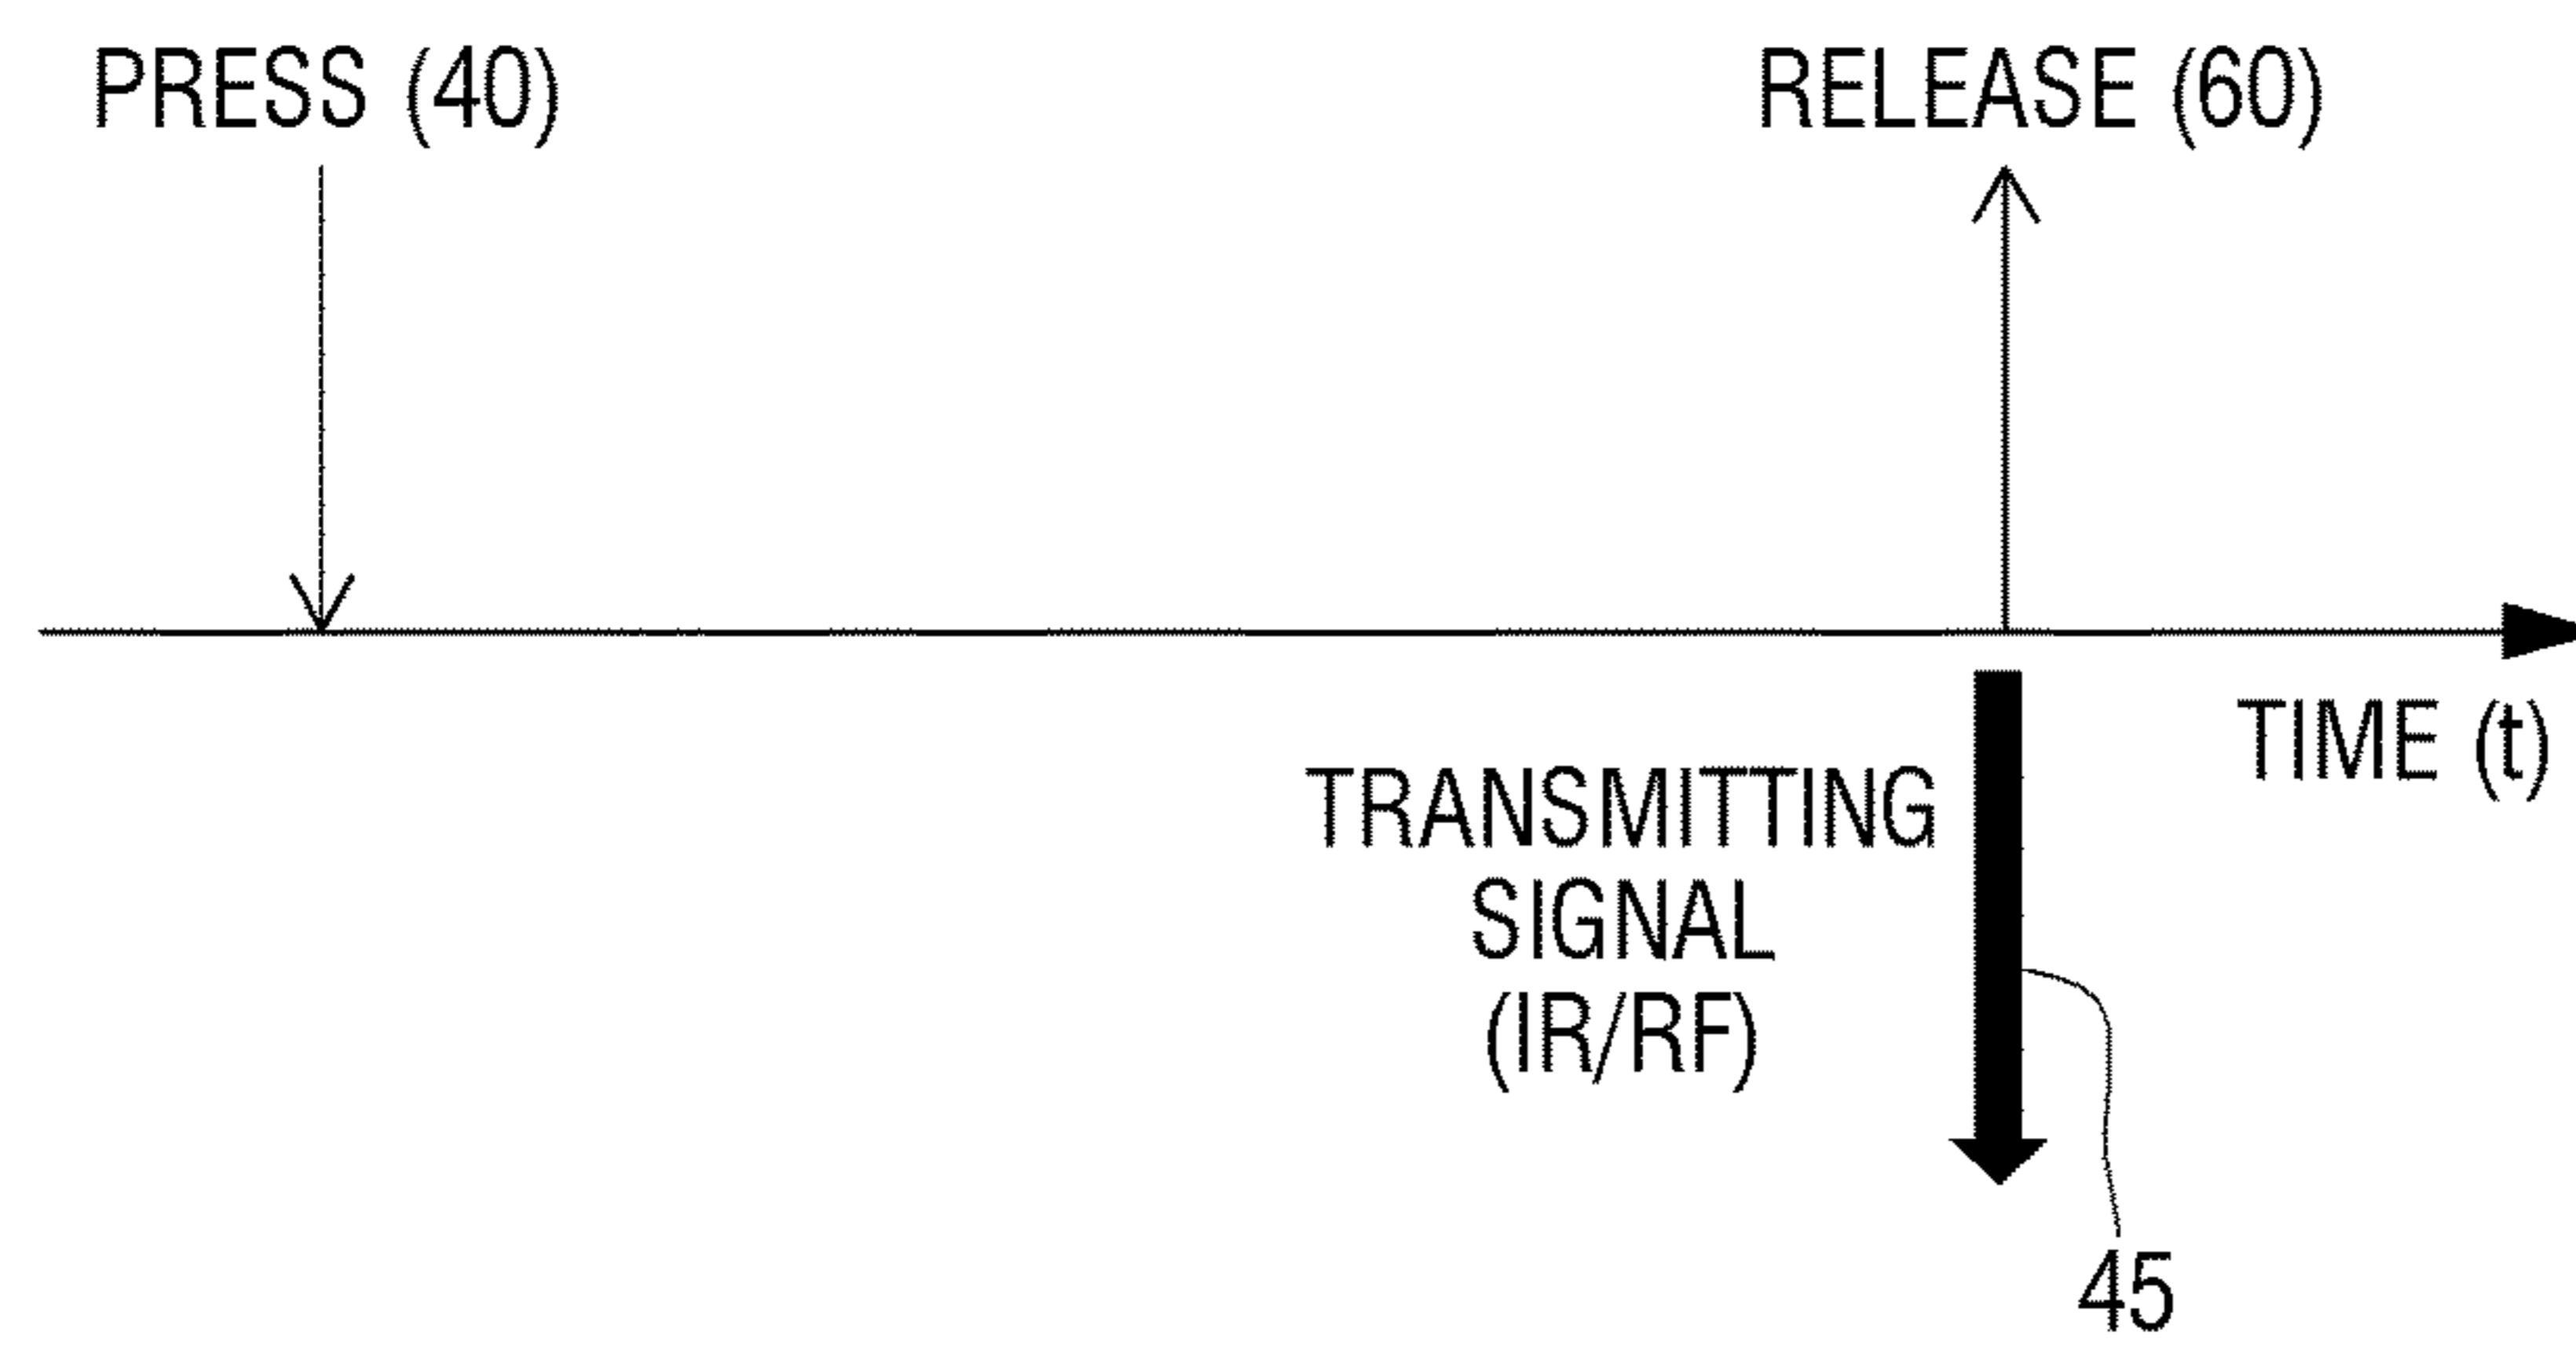 PRESS (40)
RELEASE (60)
TIME (t)
TRANSMITTING
SIGNAL
(IR/RF)
45